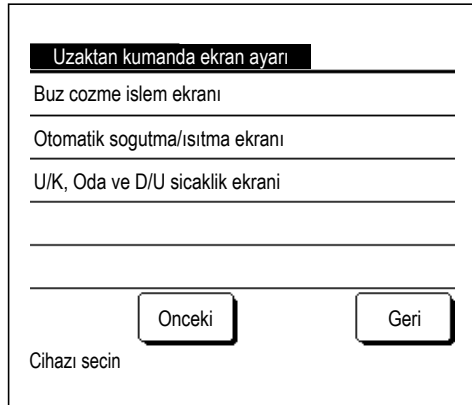 Uzaktan kumanda ekran ayarı
Buz cozme islem ekranı
Otomatik sogutma/ısıtma ekranı
U/K, Oda ve D/U sicaklik ekrani
Onceki Geri
Cihazı secin